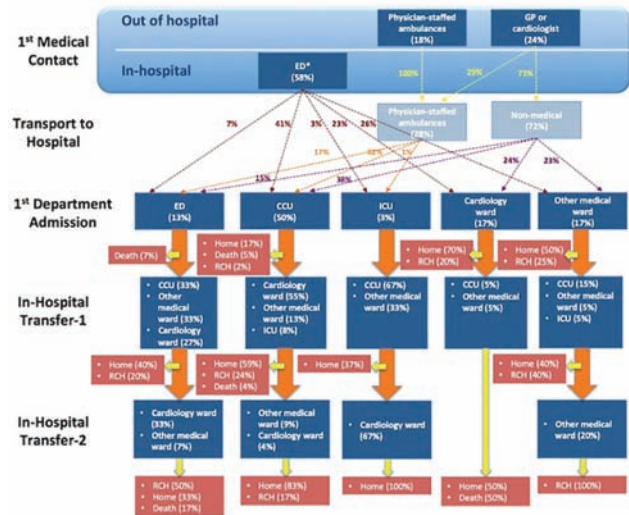 Out of hospital
1st Medical
Contact
Physician-staffed
ambulances
(18%)
GP or
cardiologist
(24%)
In-hospital
ED*
(58%)
100%
73%
Transport to
Hospital
7%
41%
3%
23%
26%
Physician-staffed
ambulances
(28%)
Non-medical
(72%)
17%
1%
15%
38%
24%
23%
1st Department
Admission
ED
(13%)
CCU
(50%)
ICU
(3%)
Cardiology ward
(17%)
Other medical
ward (17%)
Death (7%)
• Home (17%)
• Death (5%)
• RCH (2%)
• Home (70%)
• RCH (20%)
• Home (50%)
• RCH (25%)
In-Hospital
Transfer-1
• CCU (33%)
• Other
medical
ward (33%)
• Cardiology
ward (27%)
• Cardiology
ward (55%)
• Other medical
ward (13%)
• ICU (8%)
• CCU (67%)
• Other medical
ward (33%)
• CCU (5%)
• Other medical
ward (5%)
• CCU (15%)
• Other medical
ward (5%)
• ICU (5%)
• Home (40%)
• RCH (20%)
• Home (59%)
• RCH (24%)
• Death (4%)
• Home (37%)
• Home (40%)
• RCH (40%)
In-Hospital
Transfer-2
• Cardiology ward
(33%)
• Other medical
ward (7%)
• Other medical
ward (9%)
• Cardiology ward
(4%)
• Cardiology ward
(67%)
• Other medical
ward (20%)
• RCH (50%)
• Home (33%)
• Death (17%)
• Home (83%)
• RCH (17%)
• Home (100%)
• Home (50%)
• Death (50%)
• RCH (100%)